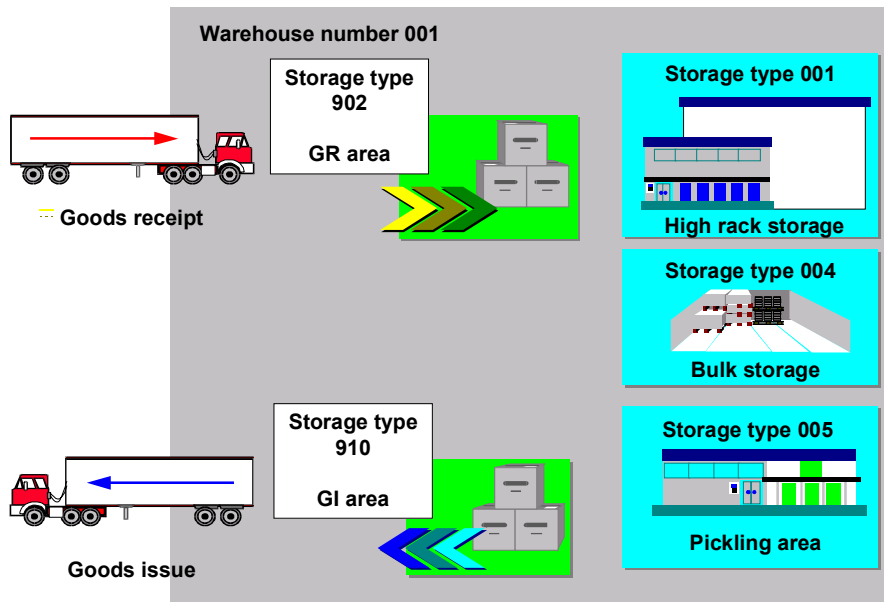 Warehouse number 001
Storage type
902
GR area
Goods receipt
Storage type 001
High rack storage
Storage type 004
Bulk storage
Storage type
910
GI area
Goods issue
Storage type 005
Pickling area